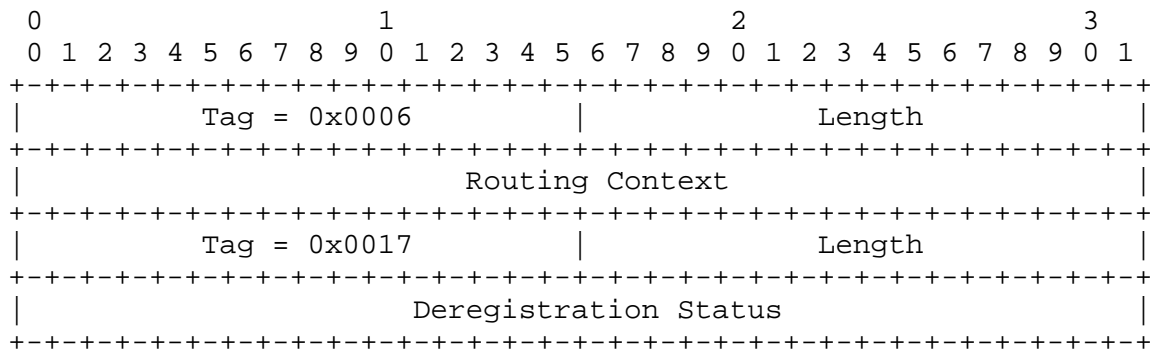 0                   1                   2                   3
 0 1 2 3 4 5 6 7 8 9 0 1 2 3 4 5 6 7 8 9 0 1 2 3 4 5 6 7 8 9 0 1
+-+-+-+-+-+-+-+-+-+-+-+-+-+-+-+-+-+-+-+-+-+-+-+-+-+-+-+-+-+-+-+-+
|          Tag = 0x0006         |             Length            |
+-+-+-+-+-+-+-+-+-+-+-+-+-+-+-+-+-+-+-+-+-+-+-+-+-+-+-+-+-+-+-+-+
|                         Routing Context                       |
+-+-+-+-+-+-+-+-+-+-+-+-+-+-+-+-+-+-+-+-+-+-+-+-+-+-+-+-+-+-+-+-+
|          Tag = 0x0017         |             Length            |
+-+-+-+-+-+-+-+-+-+-+-+-+-+-+-+-+-+-+-+-+-+-+-+-+-+-+-+-+-+-+-+-+
|                      Deregistration Status                    |
+-+-+-+-+-+-+-+-+-+-+-+-+-+-+-+-+-+-+-+-+-+-+-+-+-+-+-+-+-+-+-+-+